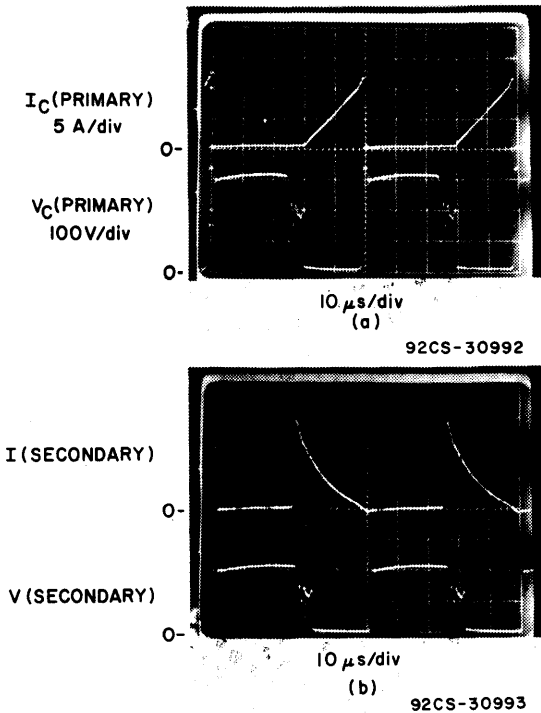 I_C (PRIMARY)
5 A/div
0-
V_C (PRIMARY)
100V/div
0-
10 μs/div
(a)
92CS-30992
I (SECONDARY)
0-
V (SECONDARY)
0-
10 μs/div
(b)
92CS-30993